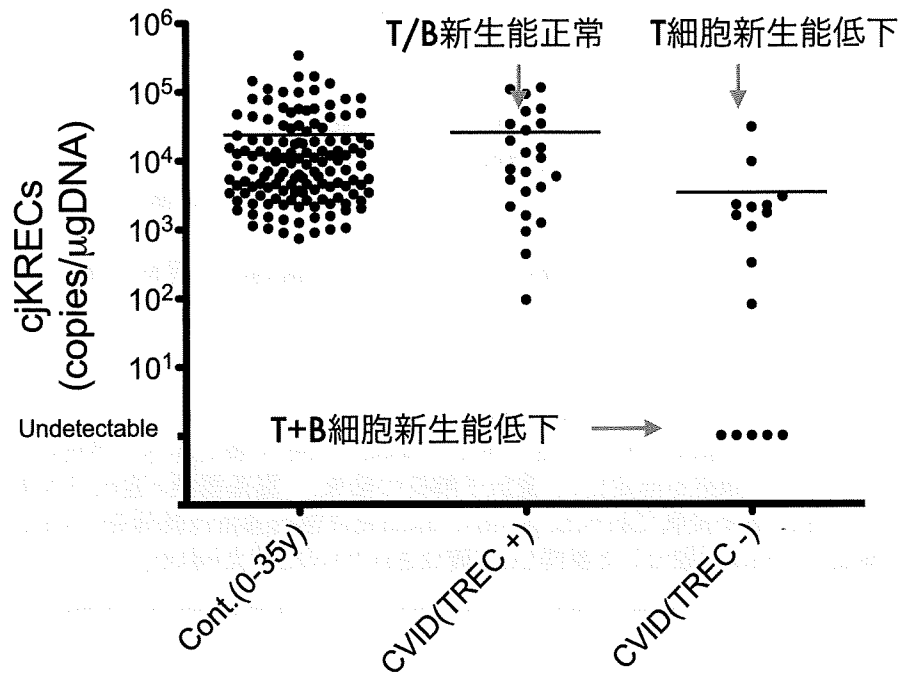 10⁶
T/B新生能正常
T細胞新生能低下
10⁵
10⁴
10³
10²
10¹
cjKRECs
(copies/μgDNA)
Undetectable
T+B細胞新生能低下
Cont.(0-35y)
CVID(TREC +)
CVID(TREC -)